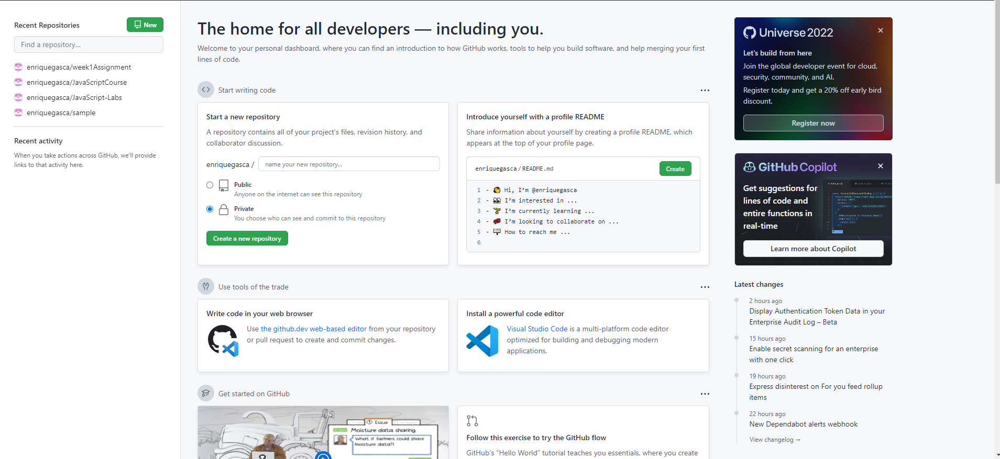 Recent Repositories
New
Find a repository...
enriquegasca/week1Assignment
enriquegasca/JavaScriptCourse
enriquegasca/JavaScript-Labs
enriquegasca/sample
Recent activity
When you take actions across GitHub, we'll provide
links to that activity here.
The home for all developers — including you.
Welcome to your personal dashboard, where you can find an introduction to how GitHub works, tools to help you build software, and help merging your first
lines of code.
Start writing code
Start a new repository
A repository contains all of your project's files, revision history, and
collaborator discussion.
enriquegasca /
name your new repository...
Public
Anyone on the internet can see this repository
Private
You choose who can see and commit to this repository
Create a new repository
Introduce yourself with a profile README
Share information about yourself by creating a profile README, which
appears at the top of your profile page.
enriquegasca / README.md
Create
1 - 👋 Hi, I'm @enriquegasca
2 - 👀 I'm interested in ...
3 - 🌱 I'm currently learning ...
4 - 💞️ I'm looking to collaborate on ...
5 - 📫 How to reach me ...
6
Use tools of the trade
Write code in your web browser
Use the github.dev web-based editor from your repository
or pull request to create and commit changes.
Install a powerful code editor
Visual Studio Code is a multi-platform code editor
optimized for building and debugging modern
applications.
Get started on GitHub
Issue
Moisture data sharing
What if farmers could share
moisture data?!
Follow this exercise to try the GitHub flow
GitHub's “Hello World” tutorial teaches you essentials, where you create
Universe 2022
Let's build from here
Join the global developer event for cloud,
security, community, and AI.
Register today and get a 20% off early bird
discount.
Register now
GitHub Copilot
Get suggestions for
lines of code and
entire functions in
real-time
Learn more about Copilot
Latest changes
2 hours ago
Display Authentication Token Data in your
Enterprise Audit Log – Beta
15 hours ago
Enable secret scanning for an enterprise
with one click
19 hours ago
Express disinterest on For you feed rollup
items
22 hours ago
New Dependabot alerts webhook
View changelog →